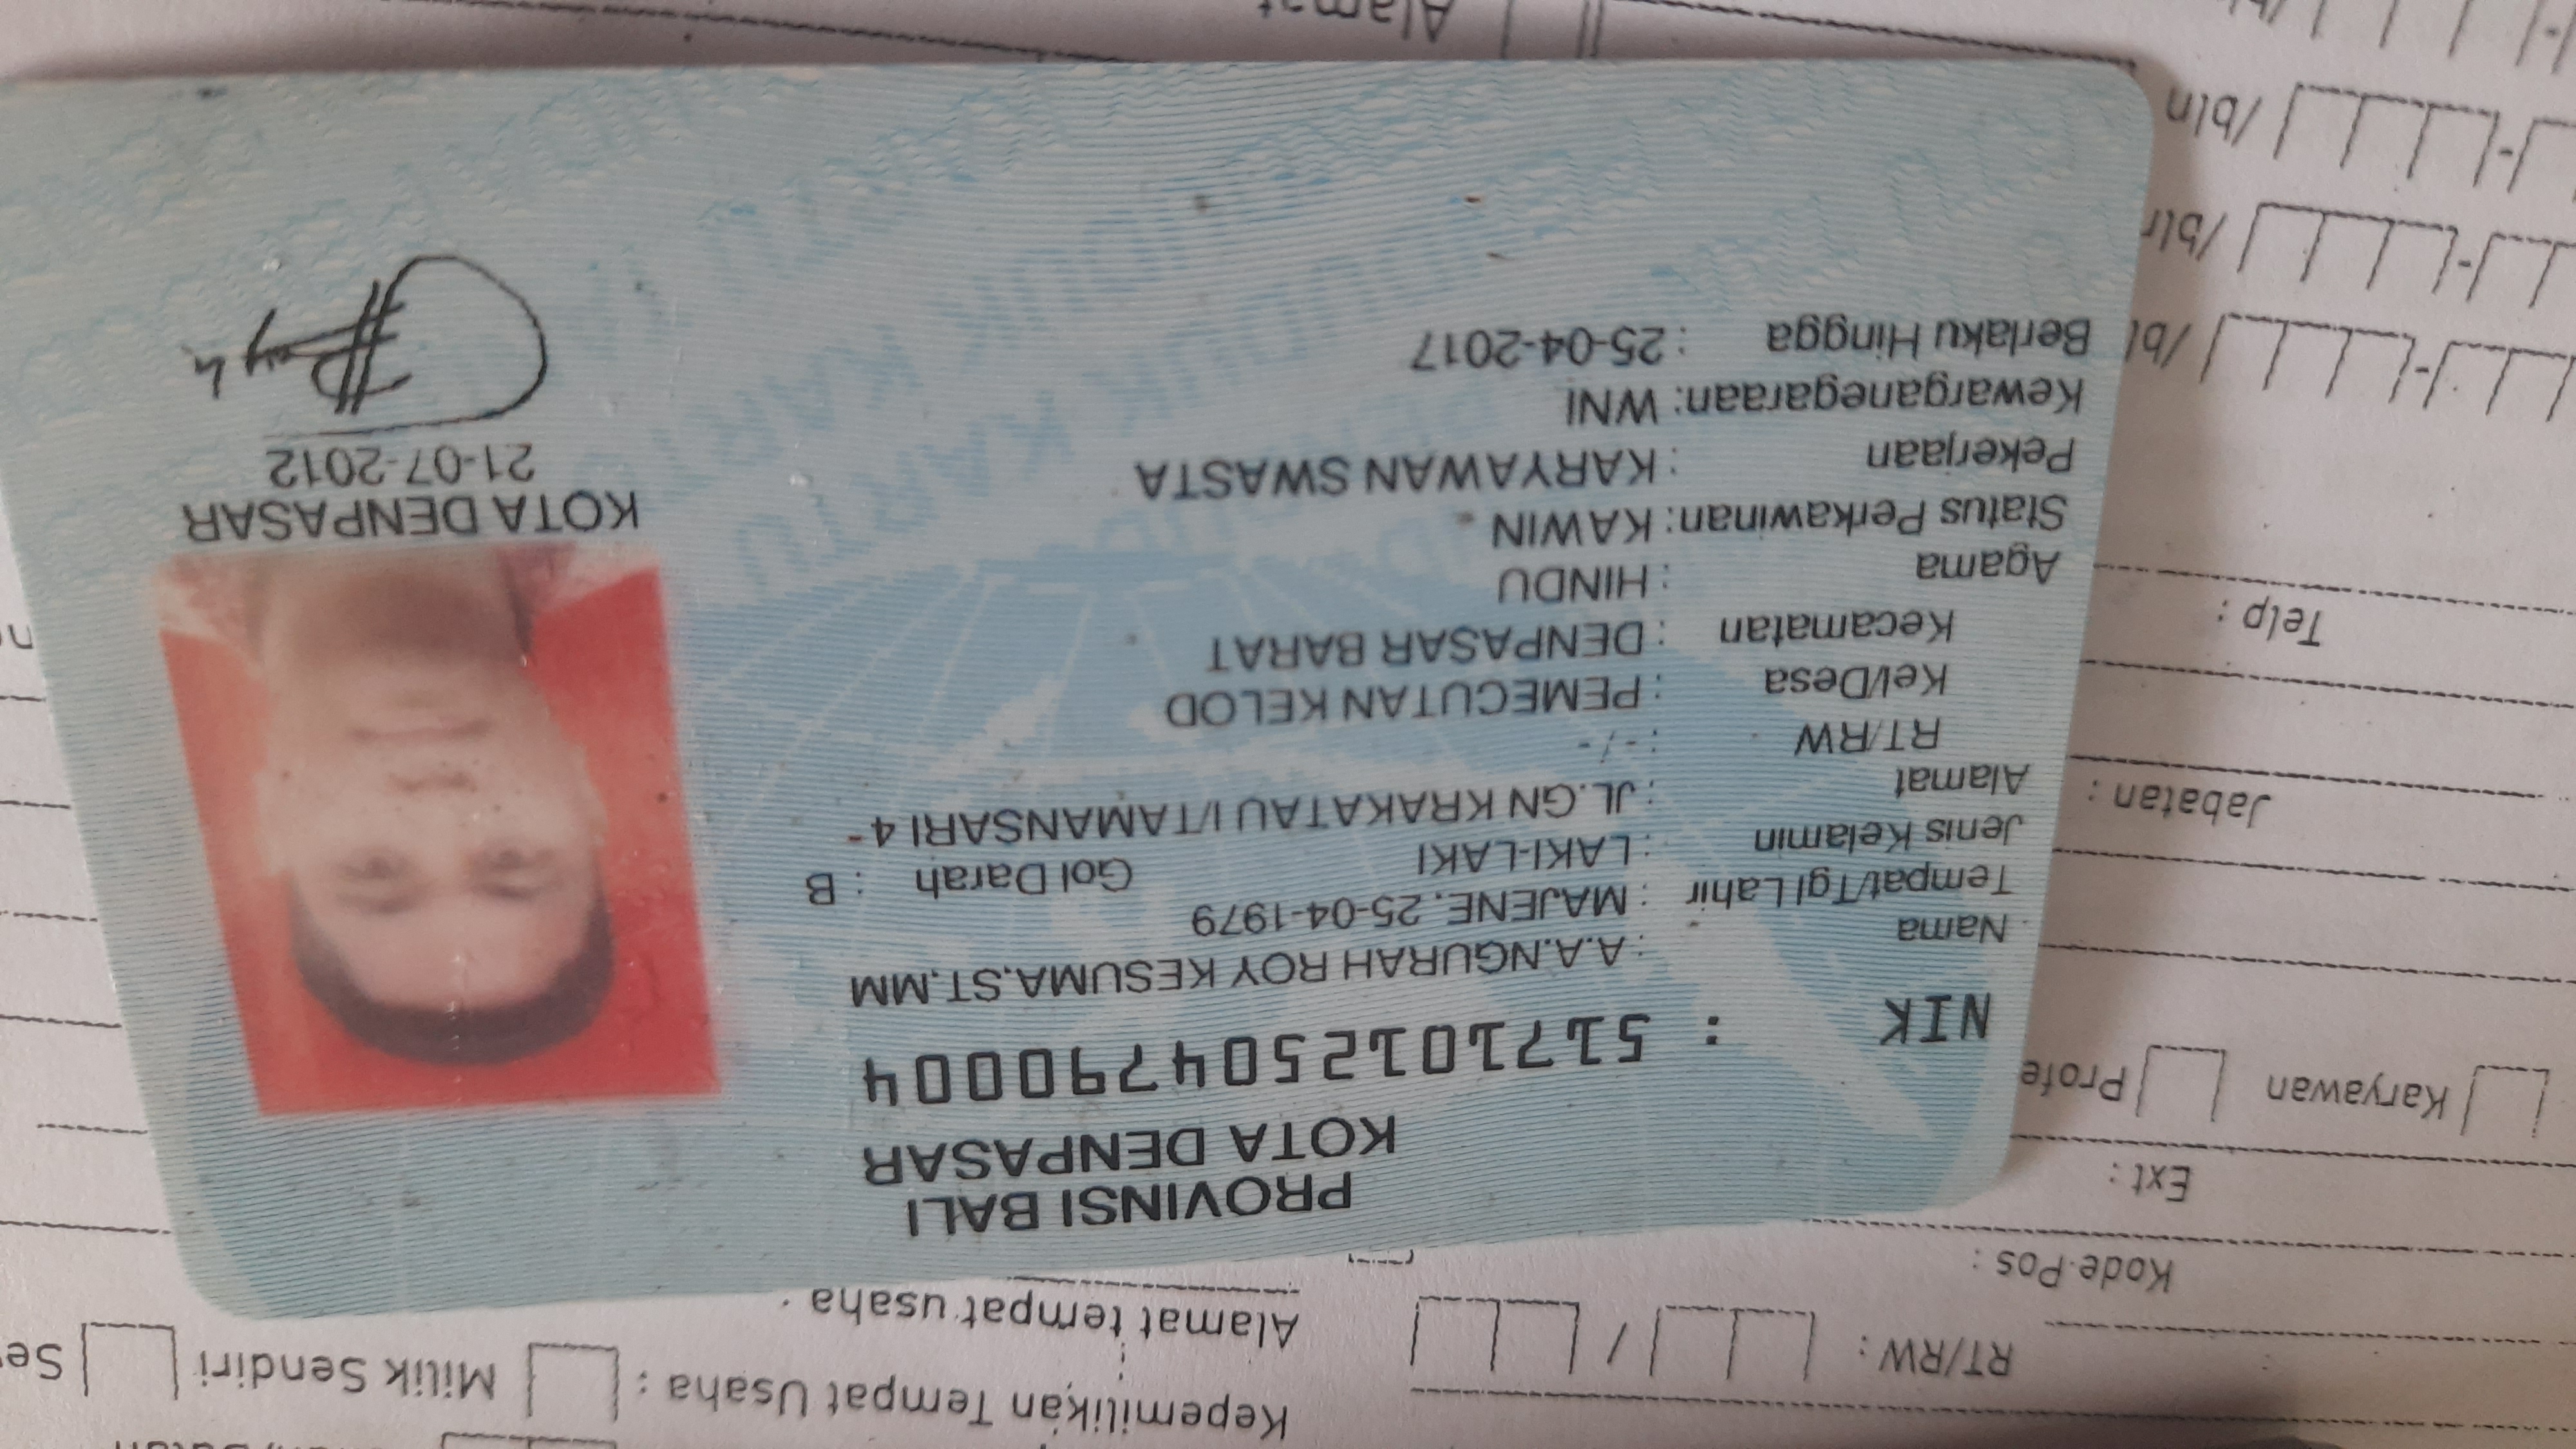 Kepemilikan Tempat Usaha :
Milik Sendiri
Alamat tempat usaha
RT/RW : /
Kode Pos :
Ext :
Karyawan
Jabatan :
Telp :
/bln
PROVINSI BALI
KOTA DENPASAR
NIK : 5171012504790004
Nama : A.A.NGURAH ROY KESUMA,ST.,MM
Tempat/Tgl Lahir : MAJENE, 25-04-1979
Jenis Kelamin : LAKI-LAKI Gol Darah : B
Alamat : JL.GN KRAKATAU I/TAMANSARI 4
RT/RW : - / -
Kel/Desa : PEMECUTAN KELOD
Kecamatan : DENPASAR BARAT
Agama : HINDU
Status Perkawinan: KAWIN
Pekerjaan : KARYAWAN SWASTA
Kewarganegaraan: WNI
Berlaku Hingga : 25-04-2017
KOTA DENPASAR
21-07-2012
Alamat